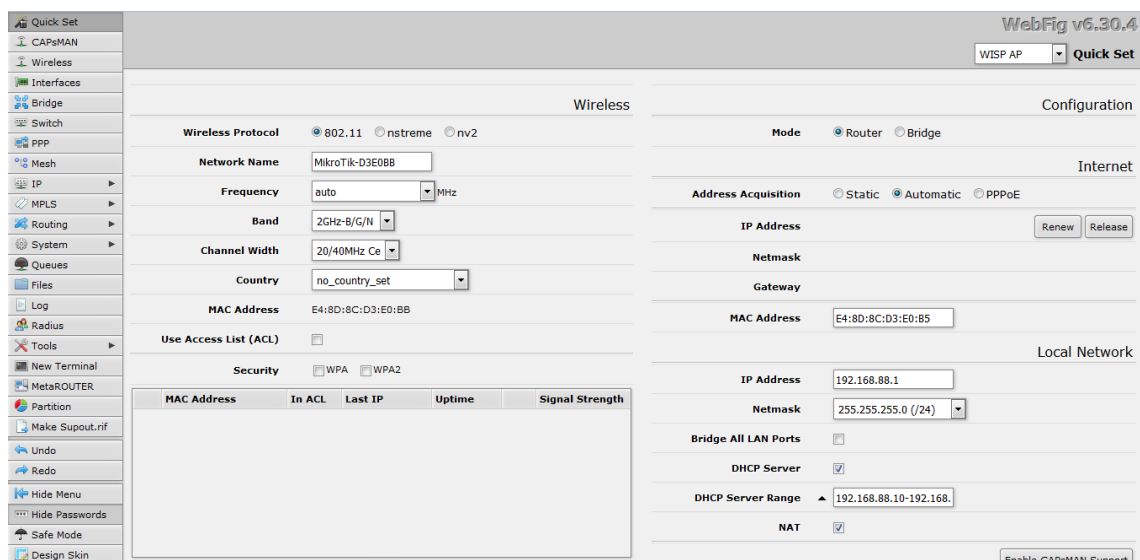 Quick Set
CAPsMAN
Wireless
Interfaces
Bridge
Switch
PPP
Mesh
IP
MPLS
Routing
System
Queues
Files
Log
Radius
Tools
New Terminal
MetaROUTER
Partition
Make Supout.rif
Undo
Redo
Hide Menu
Hide Passwords
Safe Mode
Design Skin
WebFig v6.30.4
WISP AP Quick Set
Wireless
Wireless Protocol 802.11 nstreme nv2
Network Name MikroTik-D3E0BB
Frequency auto MHz
Band 2GHz-B/G/N
Channel Width 20/40MHz Ce
Country no_country_set
MAC Address E4:8D:8C:D3:E0:BB
Use Access List (ACL)
Security WPA WPA2
MAC Address In ACL Last IP Uptime Signal Strength
Configuration
Mode Router Bridge
Internet
Address Acquisition Static Automatic PPPoE
IP Address Renew Release
Netmask
Gateway
MAC Address E4:8D:8C:D3:E0:B5
Local Network
IP Address 192.168.88.1
Netmask 255.255.255.0 (/24)
Bridge All LAN Ports
DHCP Server
DHCP Server Range 192.168.88.10-192.168.
NAT
Enable CAPsMAN Support